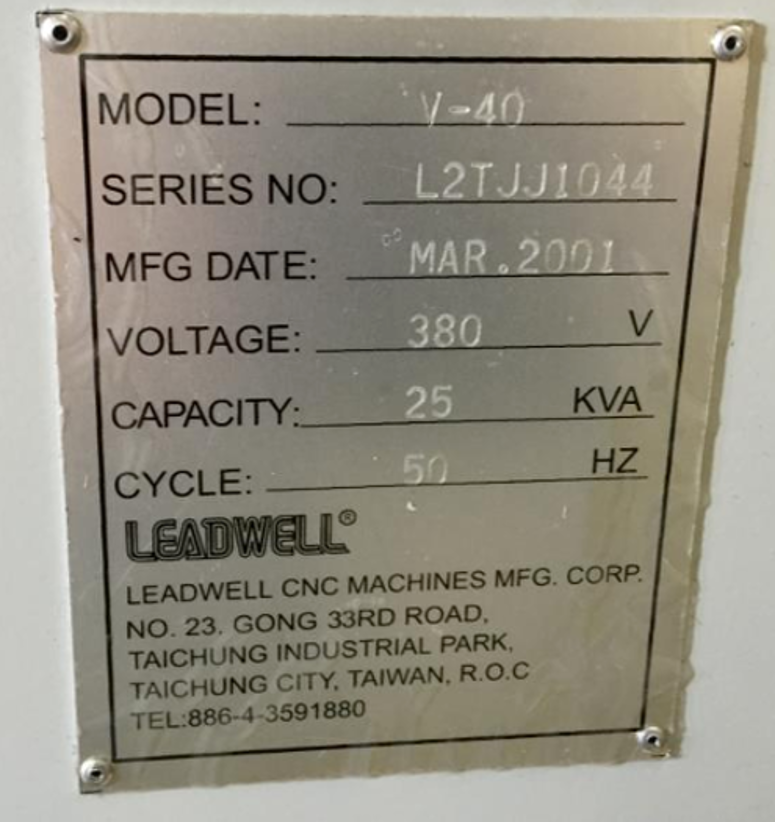 MODEL: V-40
SERIES NO: L2TJJ1044
MFG DATE: MAR.2001
VOLTAGE: 380 V
CAPACITY: 25 KVA
CYCLE: 50 HZ
LEADWELL®
LEADWELL CNC MACHINES MFG. CORP.
NO. 23, GONG 33RD ROAD,
TAICHUNG INDUSTRIAL PARK,
TAICHUNG CITY, TAIWAN, R.O.C
TEL:886-4-3591880